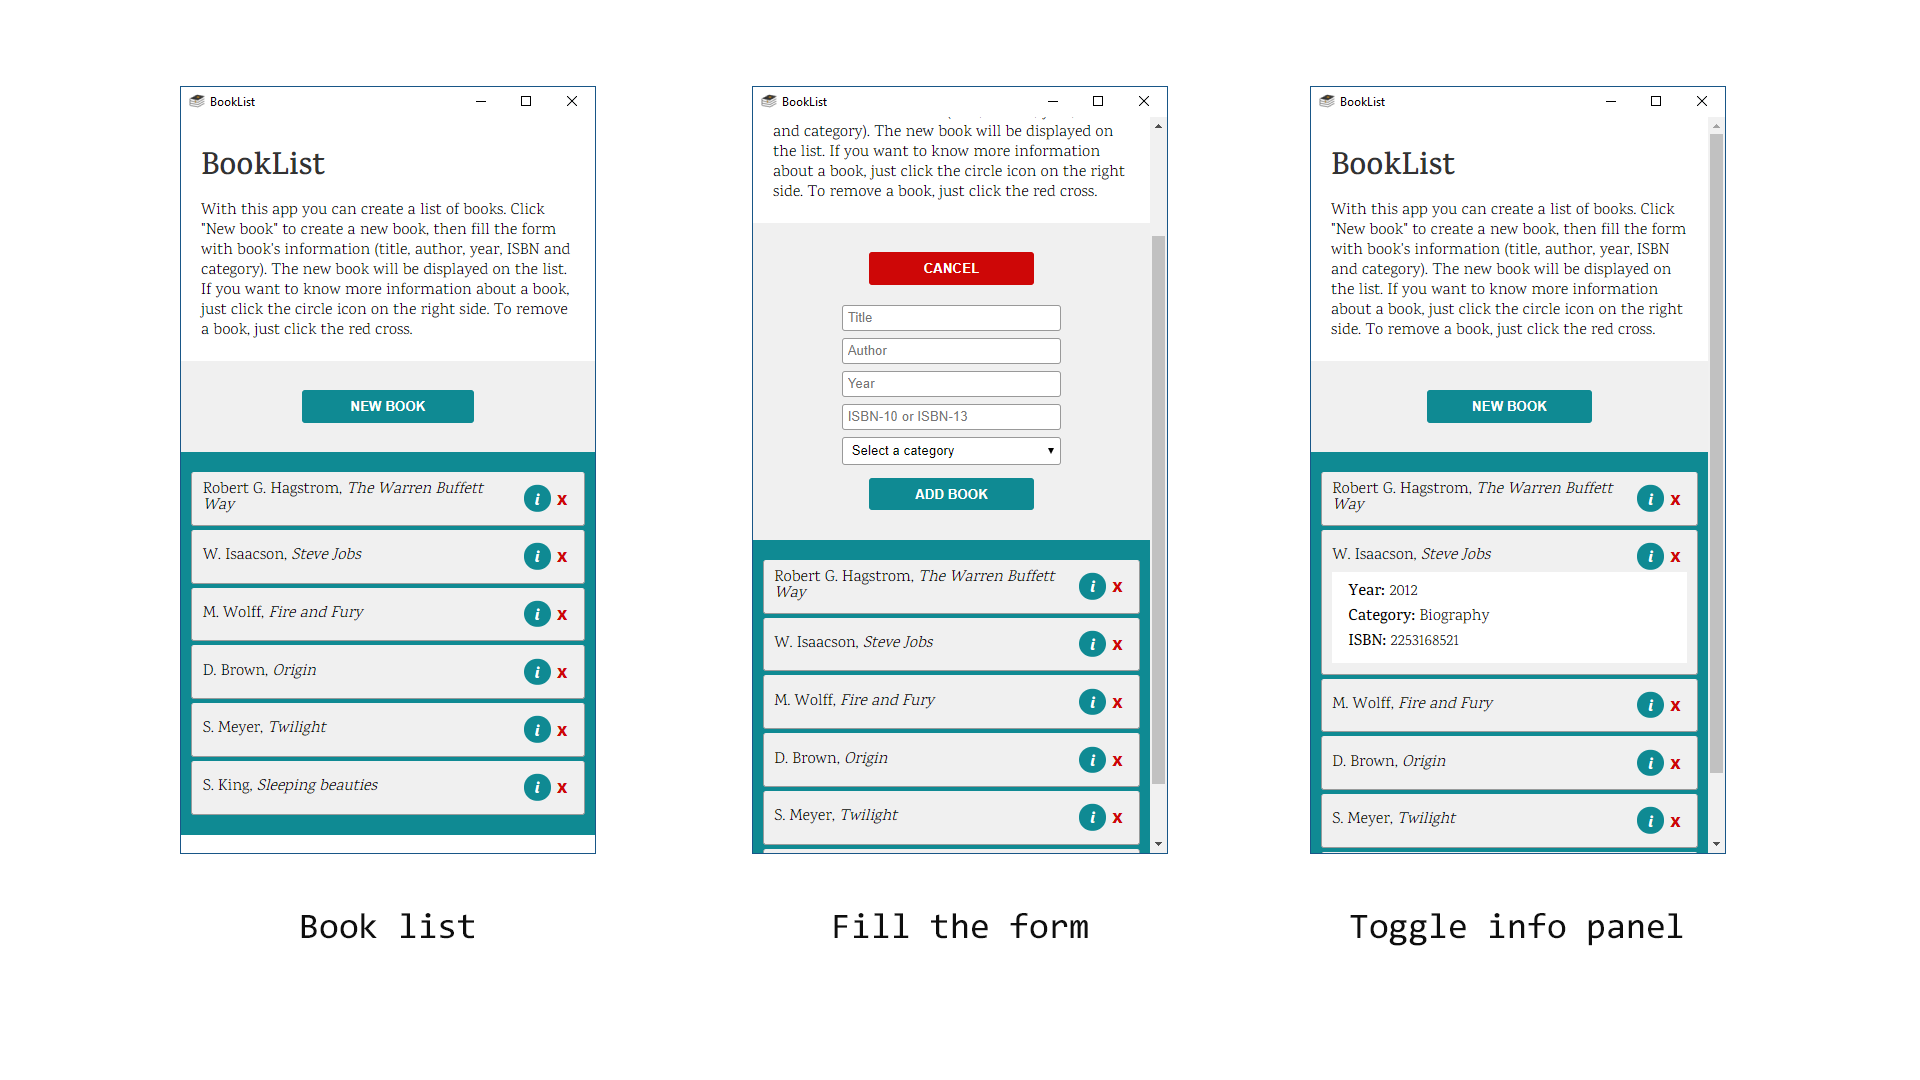 BookList
BookList
With this app you can create a list of books. Click
"New book" to create a new book, then fill the form
with book's information (title, author, year, ISBN and
category). The new book will be displayed on the list.
If you want to know more information about a book,
just click the circle icon on the right side. To remove
a book, just click the red cross.
NEW BOOK
Robert G. Hagstrom, The Warren Buffett
Way
i x
W. Isaacson, Steve Jobs i x
M. Wolff, Fire and Fury i x
D. Brown, Origin i x
S. Meyer, Twilight i x
S. King, Sleeping beauties i x
Book list
BookList
and category). The new book will be displayed on
the list. If you want to know more information
about a book, just click the circle icon on the right
side. To remove a book, just click the red cross.
CANCEL
Title
Author
Year
ISBN-10 or ISBN-13
Select a category
ADD BOOK
Robert G. Hagstrom, The Warren Buffett
Way
i x
W. Isaacson, Steve Jobs i x
M. Wolff, Fire and Fury i x
D. Brown, Origin i x
S. Meyer, Twilight i x
Fill the form
BookList
BookList
With this app you can create a list of books. Click
"New book" to create a new book, then fill the form
with book's information (title, author, year, ISBN
and category). The new book will be displayed on
the list. If you want to know more information
about a book, just click the circle icon on the right
side. To remove a book, just click the red cross.
NEW BOOK
Robert G. Hagstrom, The Warren Buffett
Way
i x
W. Isaacson, Steve Jobs i x
Year: 2012
Category: Biography
ISBN: 2253168521
M. Wolff, Fire and Fury i x
D. Brown, Origin i x
S. Meyer, Twilight i x
Toggle info panel